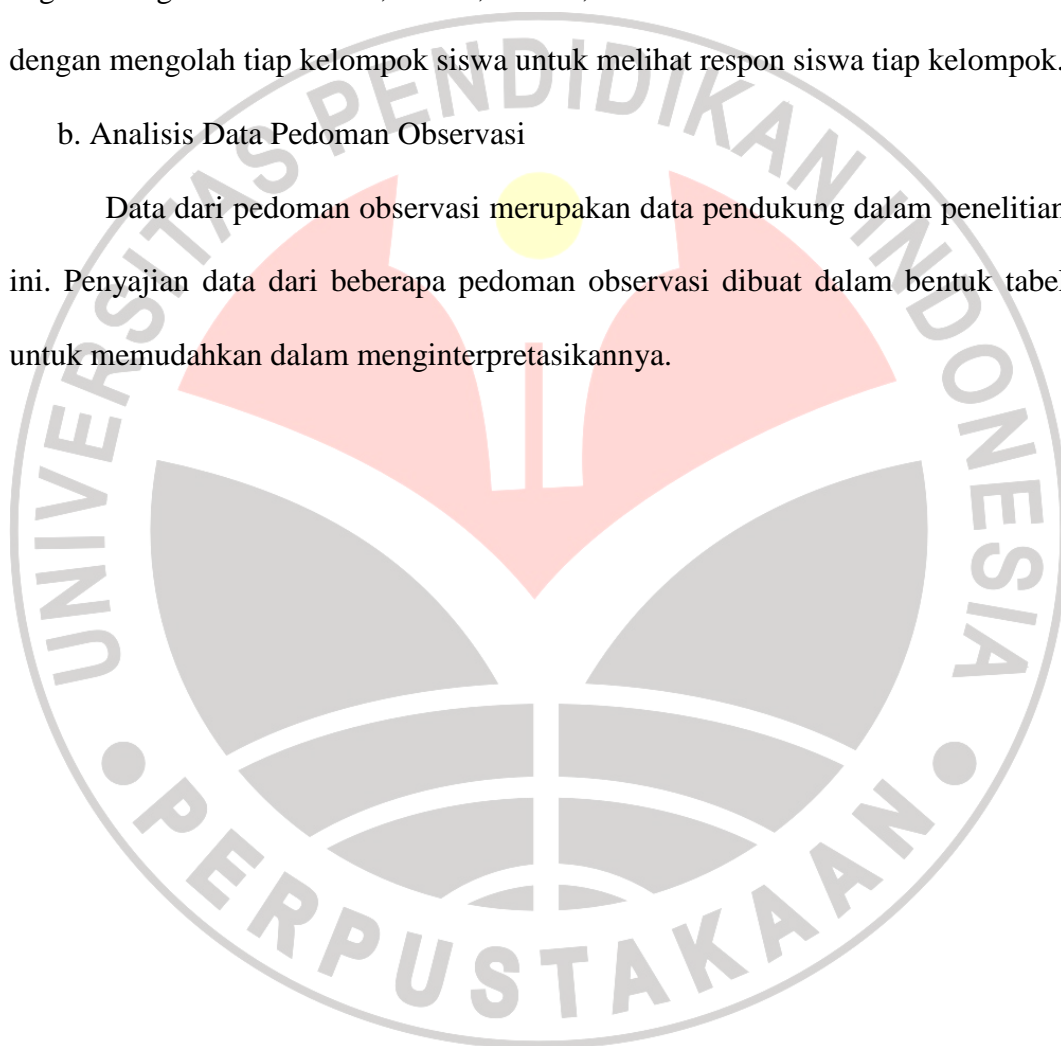 dengan mengolah tiap kelompok siswa untuk melihat respon siswa tiap kelompok.
b. Analisis Data Pedoman Observasi
Data dari pedoman observasi merupakan data pendukung dalam penelitian
ini. Penyajian data dari beberapa pedoman observasi dibuat dalam bentuk tabel
untuk memudahkan dalam menginterpretasikannya.
UNIVERSITAS PENDIDIKAN INDONESIA
PERPUSTAKAAN